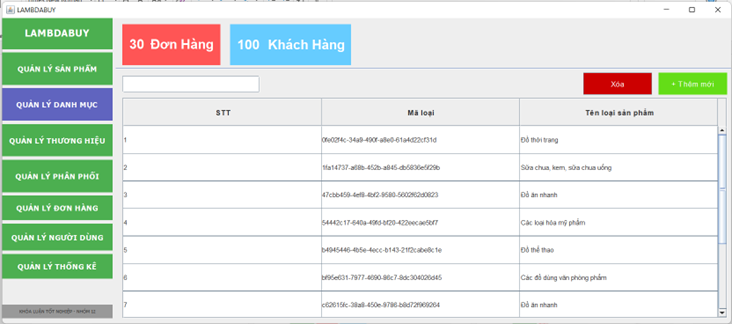 LAMBDABUY
LAMBDABUY
QUẢN LÝ SẢN PHẨM
QUẢN LÝ DANH MỤC
QUẢN LÝ THƯƠNG HIỆU
QUẢN LÝ PHÂN PHỐI
QUẢN LÝ ĐƠN HÀNG
QUẢN LÝ NGƯỜI DÙNG
QUẢN LÝ THỐNG KÊ
KHÓA LUẬN TỐT NGHIỆP - NHÓM 12
30 Đơn Hàng
100 Khách Hàng
Xóa
+ Thêm mới
STT Mã loại Tên loại sản phẩm
1 0fe02f4c-34a9-490f-a8e0-61a4d22cf31d Đồ thời trang
2 1fa14737-a68b-452b-a845-db5836e5f29b Sữa chua, kem, sữa chua uống
3 47cbb459-4ef8-4bf2-9580-5602f62d0823 Đồ ăn nhanh
4 54442c17-640a-49fd-bf20-422eecae5bf7 Các loại hóa mỹ phẩm
5 b4945446-4b5e-4ecc-b143-21f2cabe8c1e Đồ thể thao
6 bf95e631-7977-4690-86c7-8dc304026d45 Các đồ dùng văn phòng phẩm
7 c62615fc-38a8-450e-9786-b8d72f969264 Đồ ăn nhanh